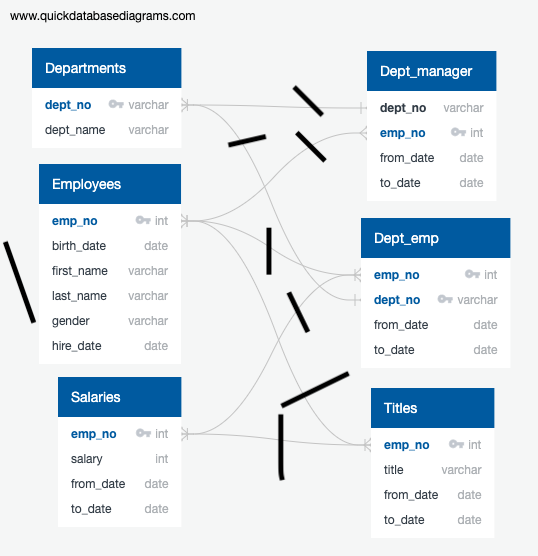 www.quickdatabasediagrams.com
Departments
dept_no varchar
dept_name varchar
Employees
emp_no int
birth_date date
first_name varchar
last_name varchar
gender varchar
hire_date date
Salaries
emp_no int
salary int
from_date date
to_date date
Dept_manager
dept_no varchar
emp_no int
from_date date
to_date date
Dept_emp
emp_no int
dept_no varchar
from_date date
to_date date
Titles
emp_no int
title varchar
from_date date
to_date date